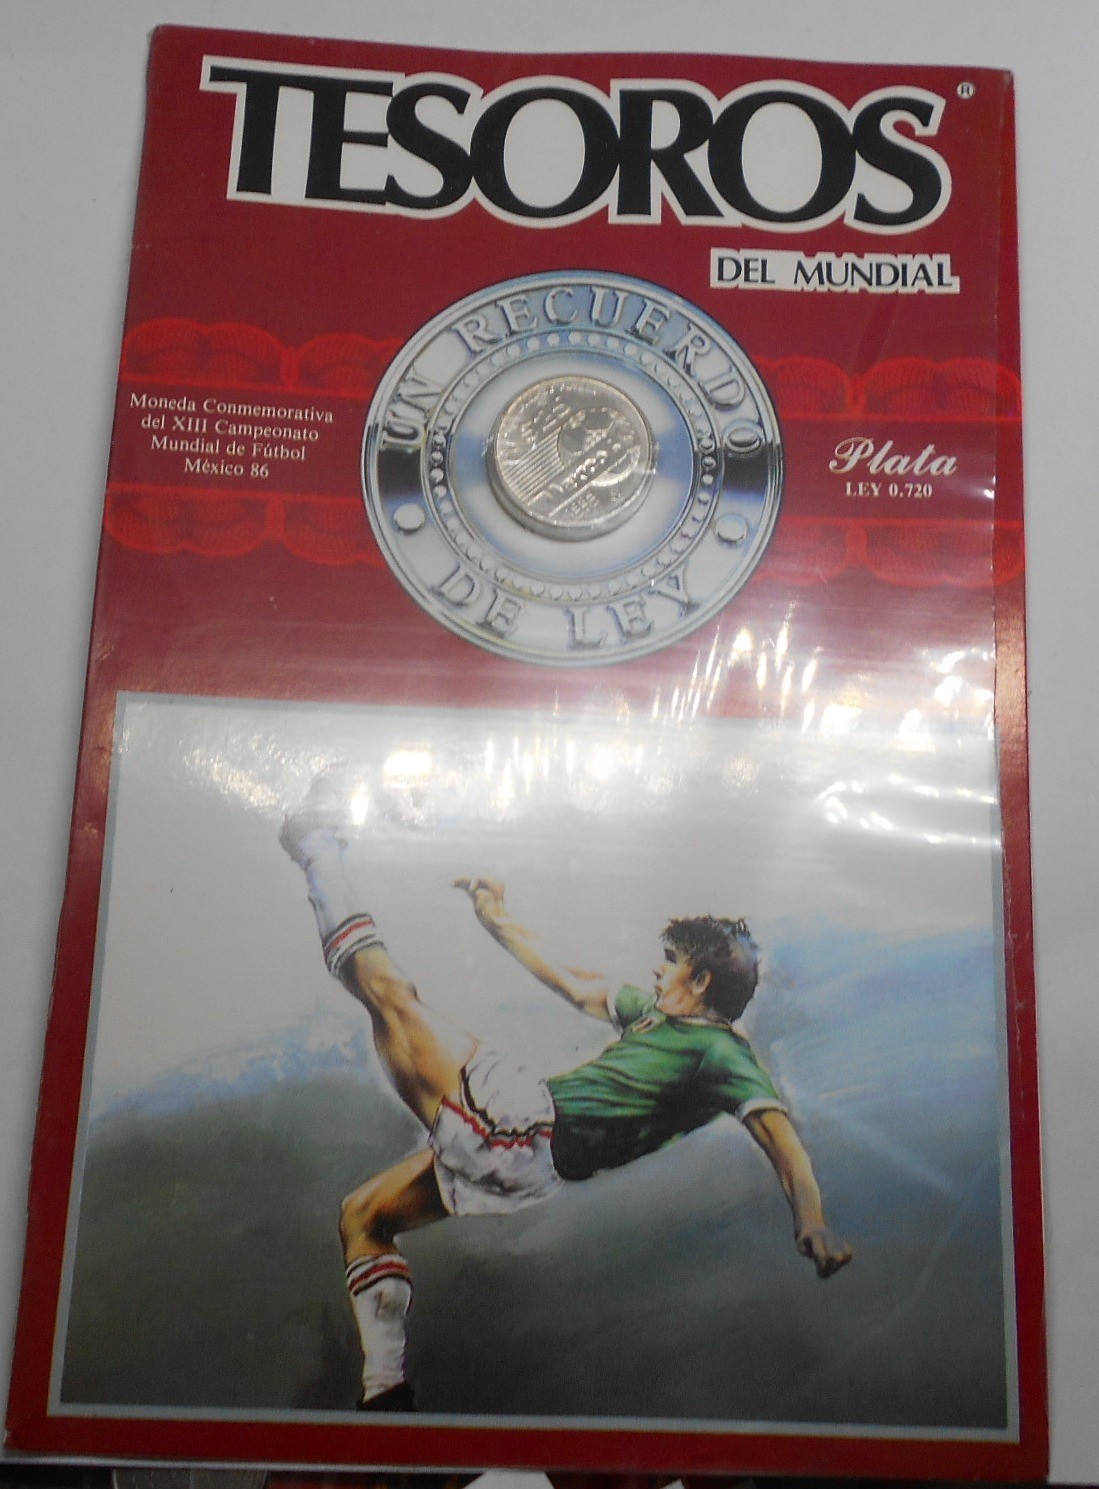 TESOROS ®
DEL MUNDIAL
UN RECUERDO
DE LEY
Moneda Conmemorativa
del XIII Campeonato
Mundial de Fútbol
México 86
Plata
LEY 0.720